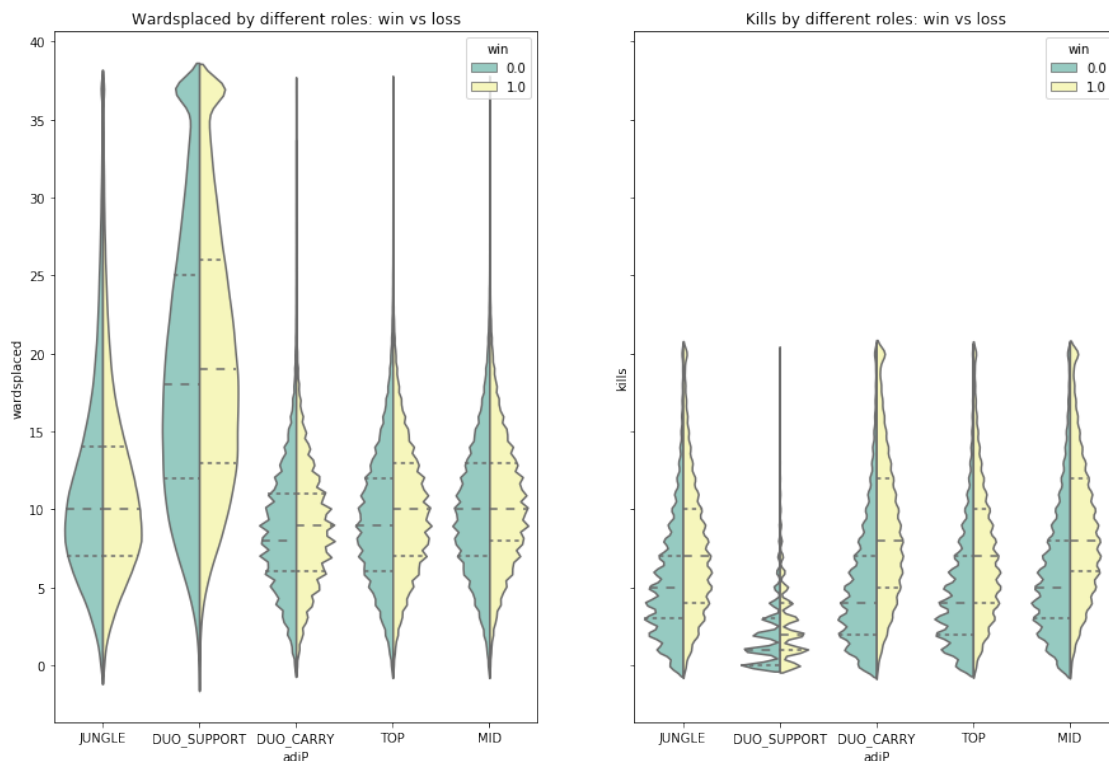 Wardsplaced by different roles: win vs loss
win
0.0
1.0
40
35
30
25
20
15
10
5
0
wardsplaced
JUNGLE DUO_SUPPORT DUO_CARRY TOP MID
adjP
Kills by different roles: win vs loss
win
0.0
1.0
kills
JUNGLE DUO_SUPPORT DUO_CARRY TOP MID
adjP